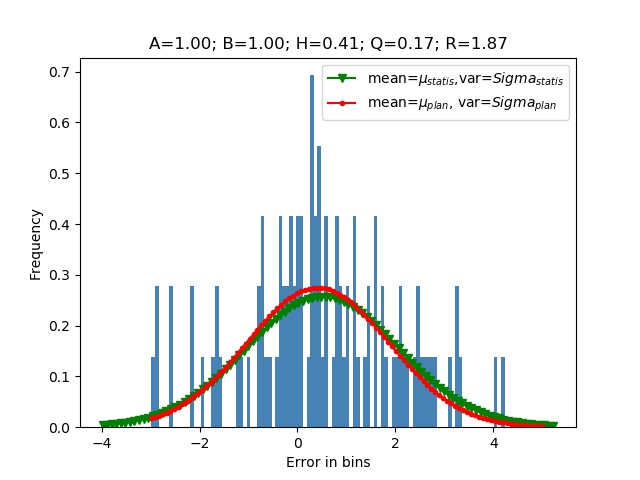 A=1.00; B=1.00; H=0.41; Q=0.17; R=1.87
mean=μstatis,var=Sigmastatis
mean=μplan, var=Sigmaplan
Frequency
0.7
0.6
0.5
0.4
0.3
0.2
0.1
0.0
−4
−2
0
2
4
Error in bins